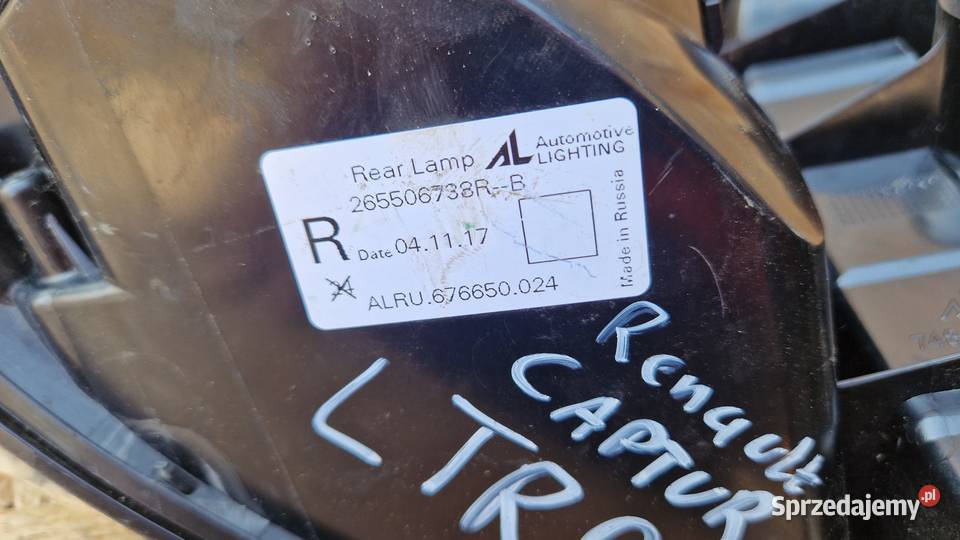 Rear Lamp
AL Automotive
LIGHTING
265506738R--B
R
Date 04.11.17
ALRU.676650.024
Made in Russia
Renault
CAPTUR
L
Sprzedajemy.pl